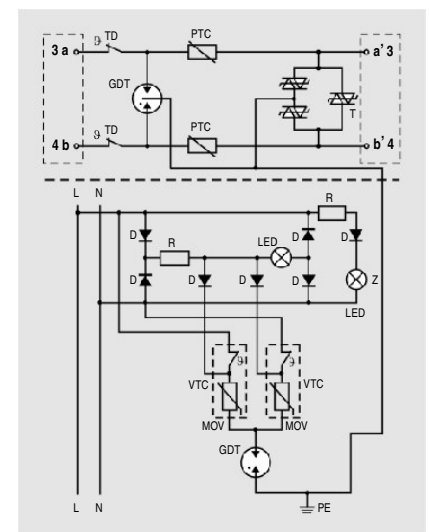 ϑ TD PTC
3 a a' 3
GDT
T
ϑ TD PTC
4 b b' 4
L N
R
D R LED D D
D D D D Z
LED
ϑ ϑ
VTC VTC
MOV MOV
GDT
L N PE